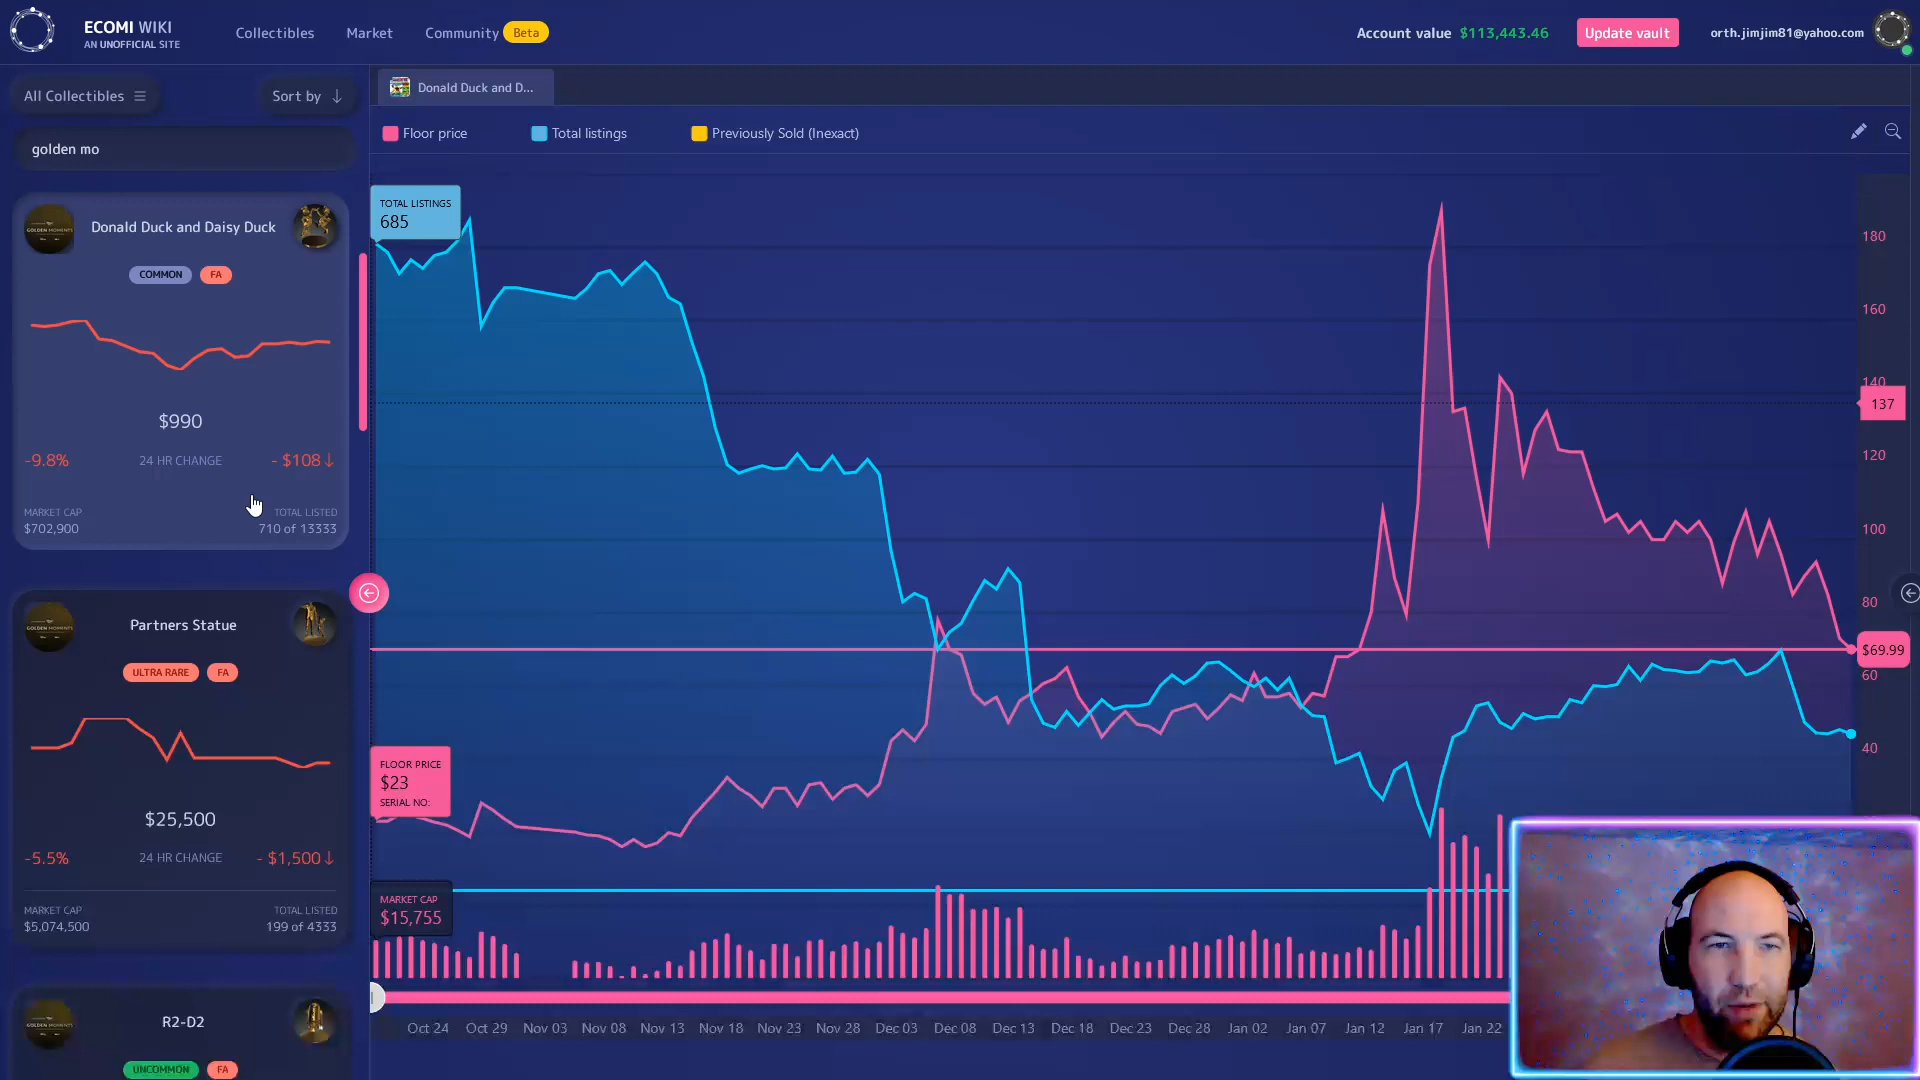 ECOMI WIKI
AN UNOFFICIAL SITE
Collectibles
Market
Community
Beta
Account value $113,443.46
Update vault
orth.jimjim81@yahoo.com
All Collectibles
Sort by ↓
Donald Duck and D...
golden mo
Floor price
Total listings
Previously Sold (Inexact)
GOLDEN MOMENTS
Donald Duck and Daisy Duck
COMMON
FA
$990
-9.8%
24 HR CHANGE
- $108↓
MARKET CAP
$702,900
TOTAL LISTED
710 of 13333
GOLDEN MOMENTS
Partners Statue
ULTRA RARE
FA
$25,500
-5.5%
24 HR CHANGE
- $1,500↓
MARKET CAP
$5,074,500
TOTAL LISTED
199 of 4333
GOLDEN MOMENTS
R2-D2
UNCOMMON
FA
TOTAL LISTINGS
685
FLOOR PRICE
$23
SERIAL NO:
MARKET CAP
$15,755
180
160
140
137
120
100
80
$69.99
60
40
Oct 24
Oct 29
Nov 03
Nov 08
Nov 13
Nov 18
Nov 23
Nov 28
Dec 03
Dec 08
Dec 13
Dec 18
Dec 23
Dec 28
Jan 02
Jan 07
Jan 12
Jan 17
Jan 22